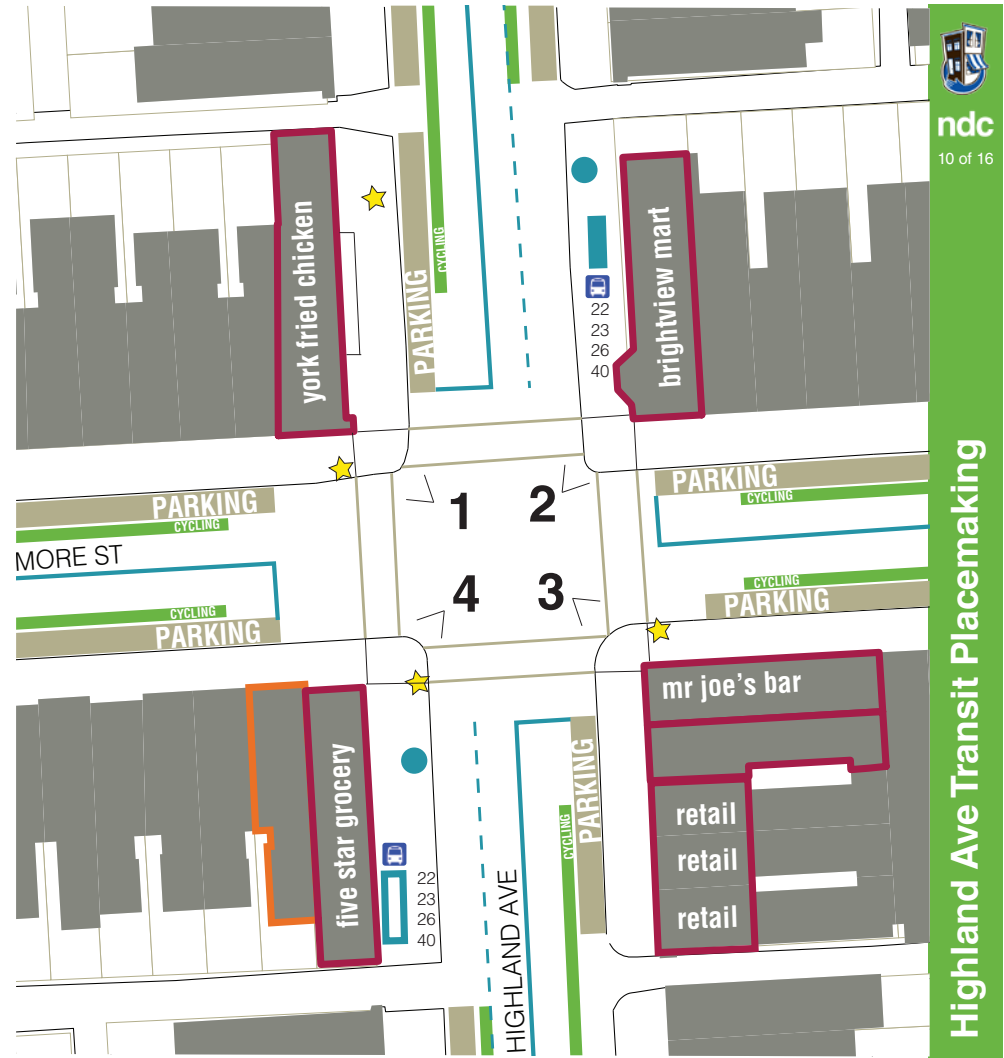 ndc
10 of 16
Highland Ave Transit Placemaking
york fried chicken
CYCLING
PARKING
22
23
26
40
brightview mart
PARKING
CYCLING
MORE ST
CYCLING
PARKING
PARKING
CYCLING
CYCLING
PARKING
1
2
3
4
five star grocery
22
23
26
40
HIGHLAND AVE
CYCLING
PARKING
mr joe's bar
retail
retail
retail